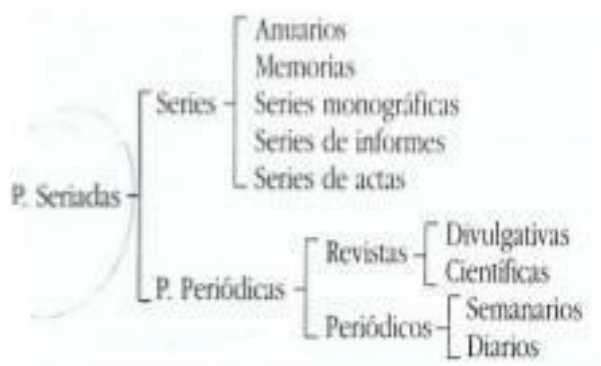 P. Seriadas
Series
Anuarios
Memorias
Series monográficas
Series de informes
Series de actas
P. Periódicas
Revistas
Divulgativas
Científicas
Periódicos
Semanarios
Diarios